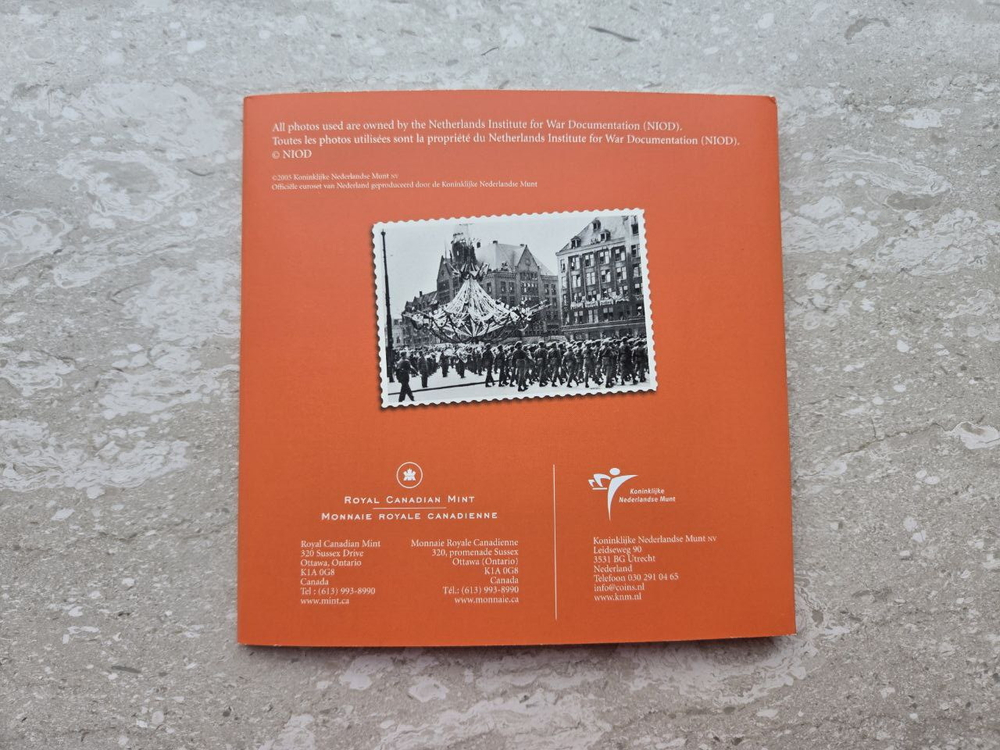 All photos used are owned by the Netherlands Institute for War Documentation (NIOD).
Toutes les photos utilisées sont la propriété du Netherlands Institute for War Documentation (NIOD).
© NIOD
©2005 Koninklijke Nederlandse Munt NV
Officiële euroset van Nederland geproduceerd door de Koninklijke Nederlandse Munt
ROYAL CANADIAN MINT
MONNAIE ROYALE CANADIENNE
Royal Canadian Mint
320 Sussex Drive
Ottawa, Ontario
K1A 0G8
Canada
Tel : (613) 993-8990
www.mint.ca
Monnaie Royale Canadienne
320, promenade Sussex
Ottawa (Ontario)
K1A 0G8
Canada
Tél.: (613) 993-8990
www.monnaie.ca
Koninklijke
Nederlandse Munt
Koninklijke Nederlandse Munt NV
Leidseweg 90
3531 BG Utrecht
Nederland
Telefoon 030 291 04 65
info@coins.nl
www.knm.nl